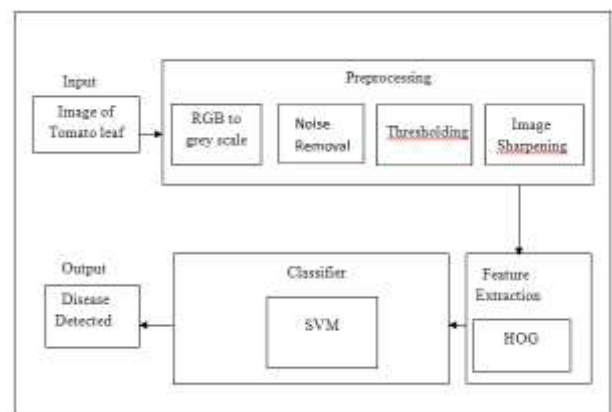 Input
Image of
Tomato leaf
Preprocessing
RGB to
grey scale
Noise
Removal
Thresholding
Image
Sharpening
Feature
Extraction
HOG
Classifier
SVM
Output
Disease
Detected